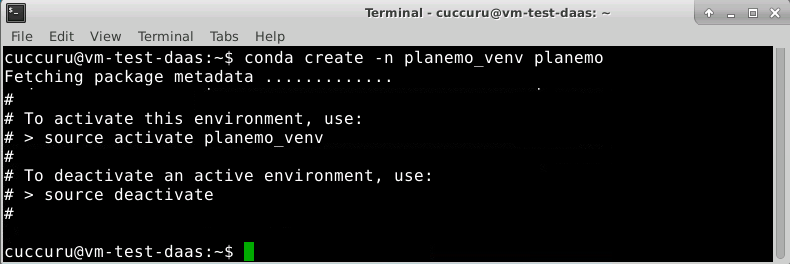 Terminal - cuccuru@vm-test-daas: ~
File Edit View Terminal Tabs Help
cuccuru@vm-test-daas:~$ conda create -n planemo_venv planemo
Fetching package metadata .............
#
# To activate this environment, use:
# > source activate planemo_venv
#
# To deactivate an active environment, use:
# > source deactivate
#
cuccuru@vm-test-daas:~$